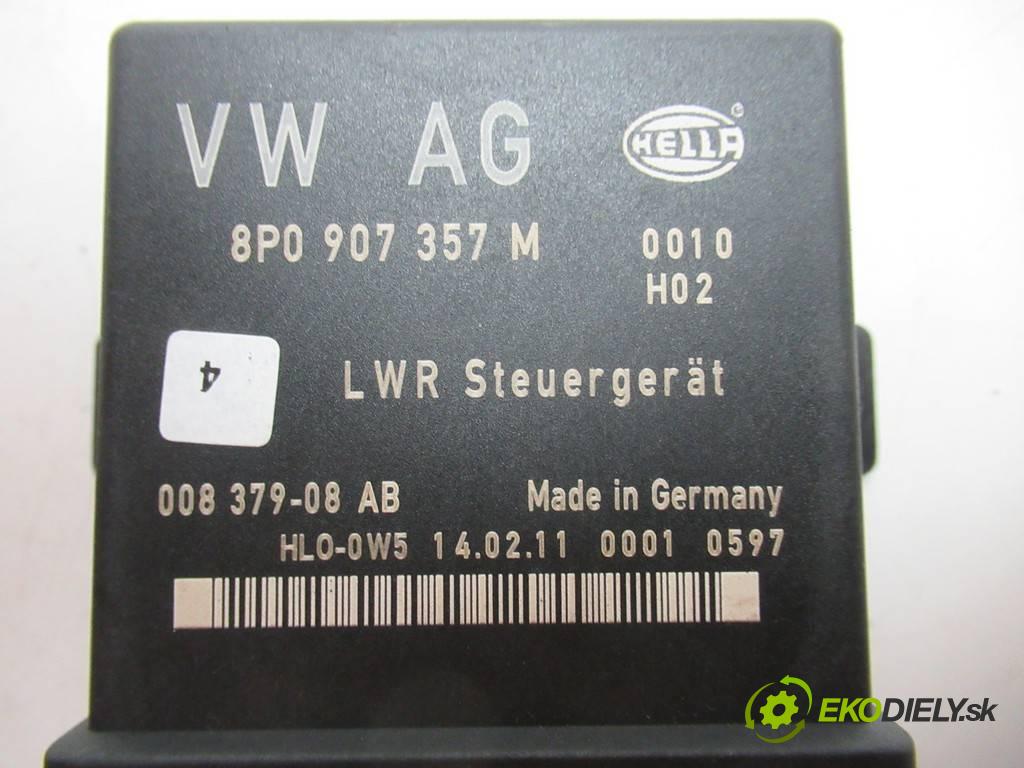 VW AG HELLA
8P0 907 357 M 0010
H02
4
LWR Steuergerät
008 379-08 AB Made in Germany
HLO-0W5 14.02.11 0001 0597
EKODIELY.sk